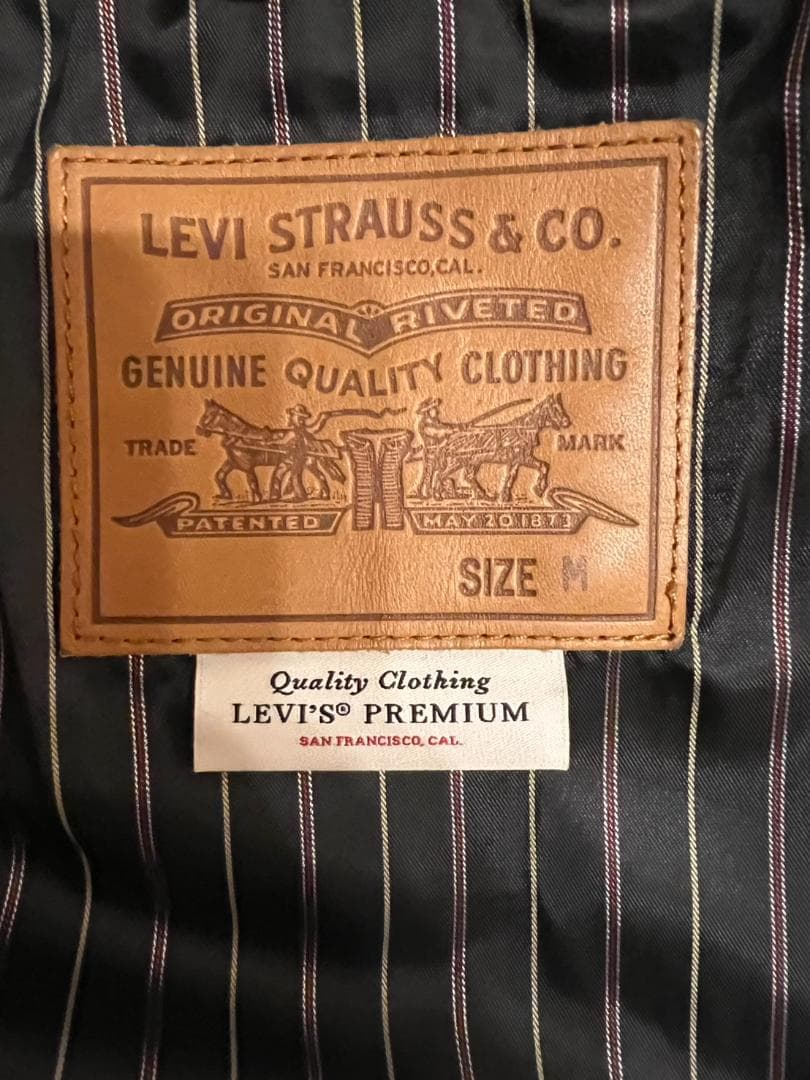 LEVI STRAUSS & CO.
SAN FRANCISCO, CAL.
ORIGINAL RIVETED
GENUINE QUALITY CLOTHING
TRADE MARK
PATENTED MAY 20 1873
SIZE M
Quality Clothing
LEVI'S® PREMIUM
SAN FRANCISCO, CAL.